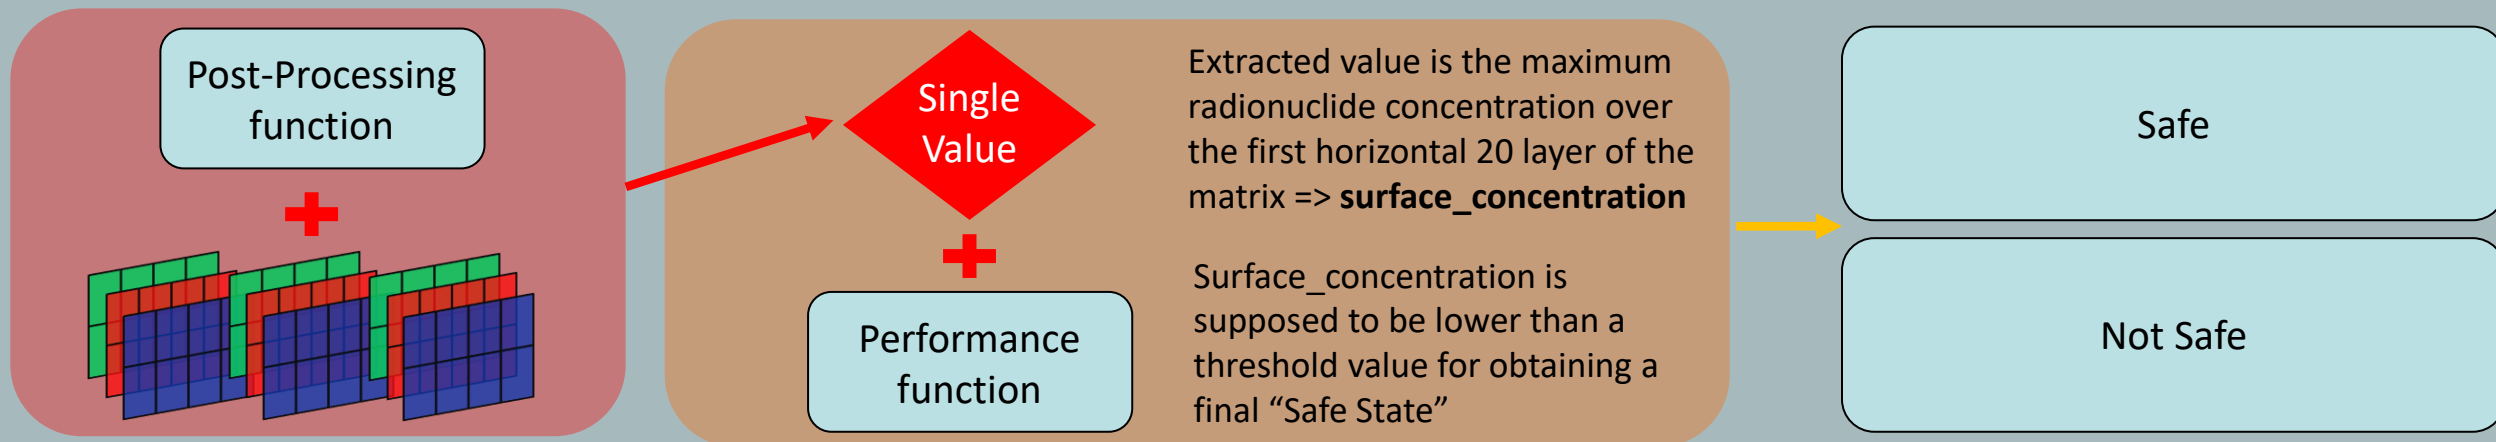 Post-Processing
function
Single
Value
Performance
function
Extracted value is the maximum
radionuclide concentration over
the first horizontal 20 layer of the
matrix => surface_concentration
Surface_concentration is
supposed to be lower than a
threshold value for obtaining a
final “Safe State”
Safe
Not Safe